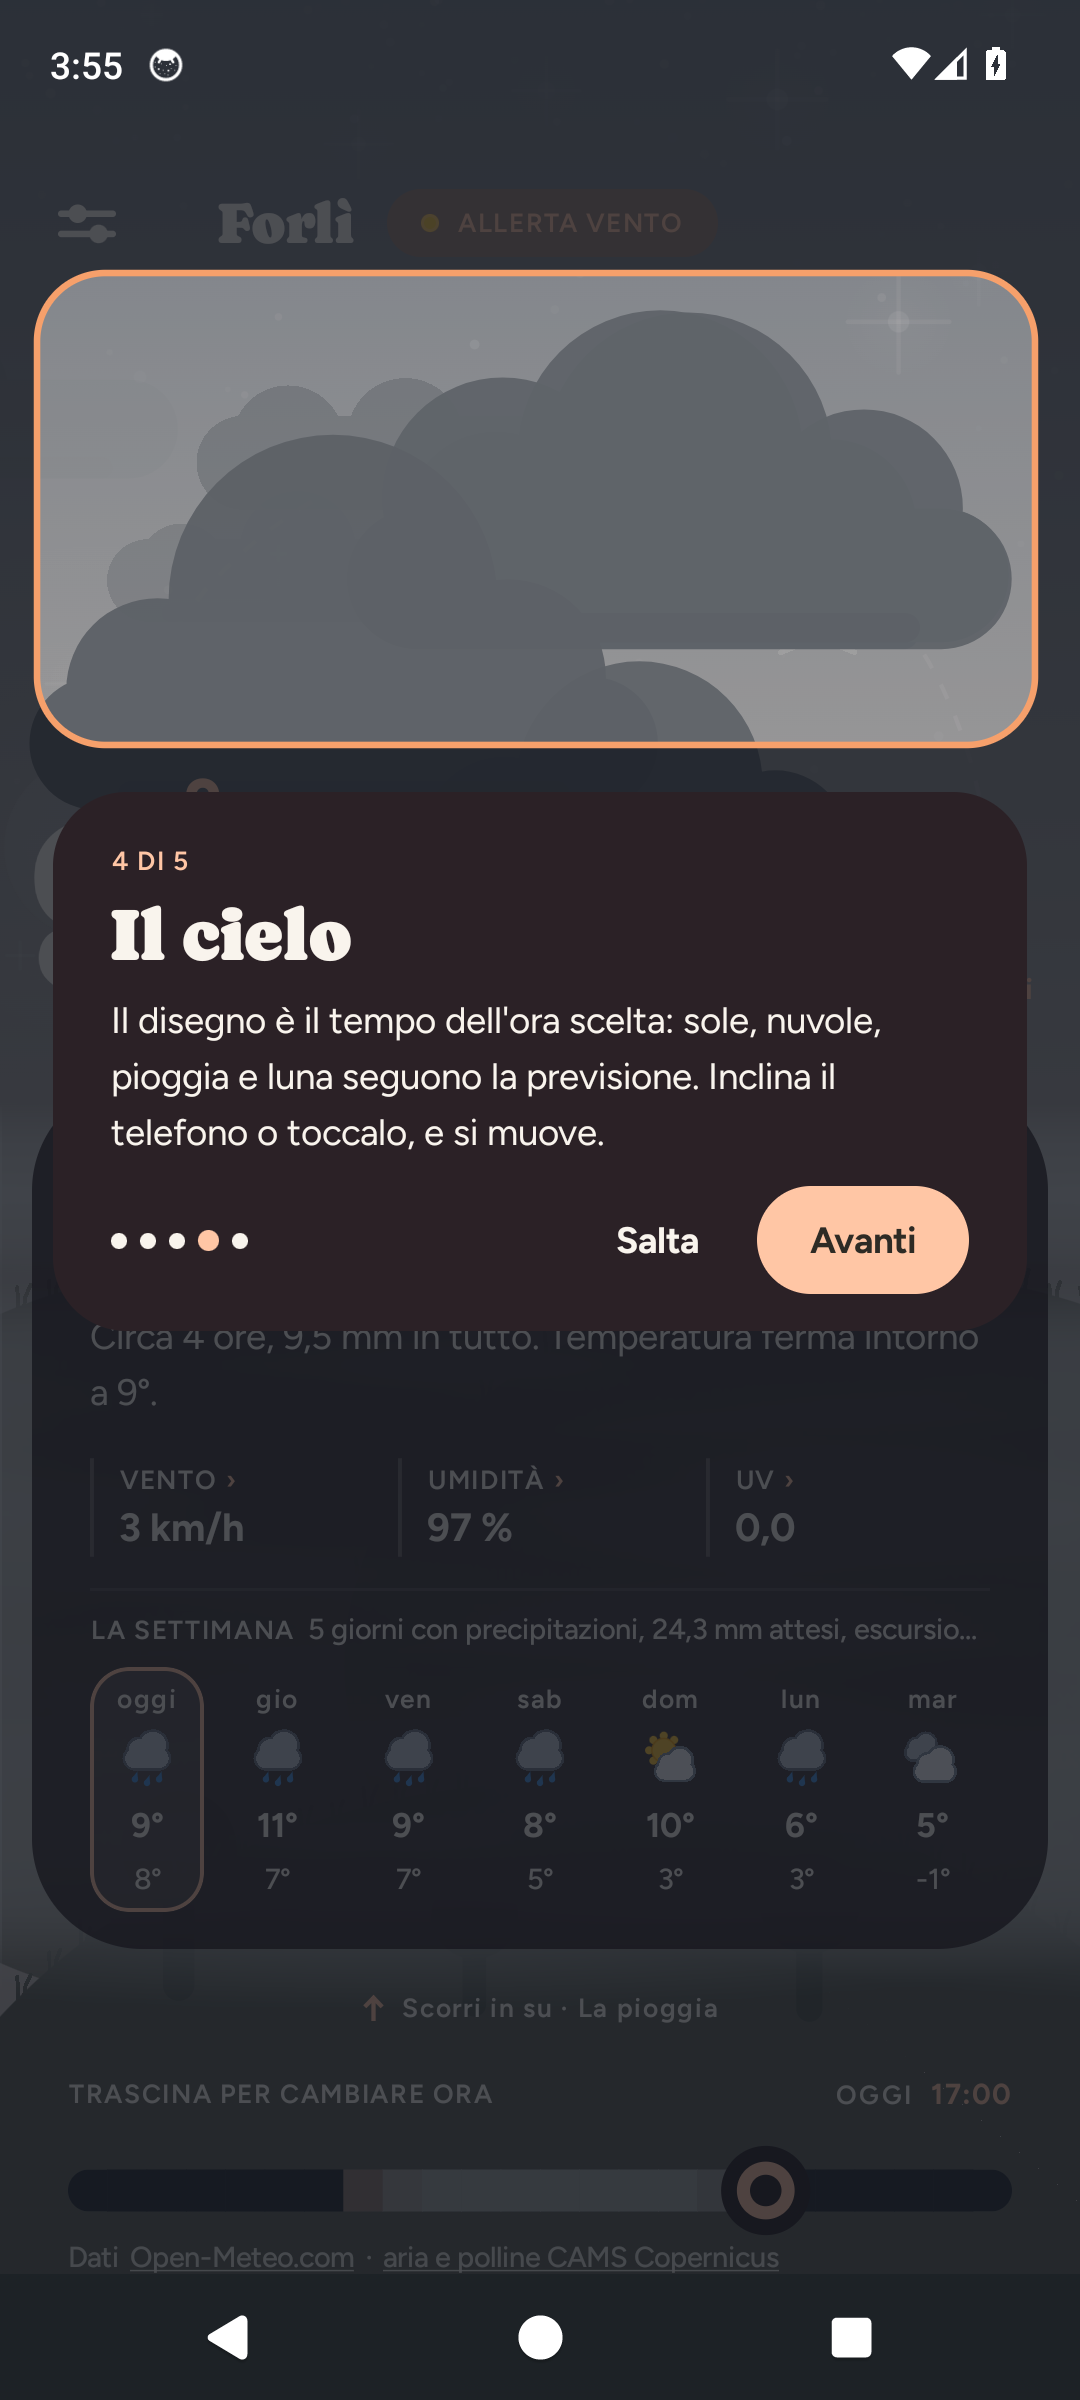 3:55
Forlì ALLERTA VENTO
4 DI 5
Il cielo
Il disegno è il tempo dell'ora scelta: sole, nuvole,
pioggia e luna seguono la previsione. Inclina il
telefono o toccalo, e si muove.
Salta Avanti
Circa 4 ore, 9,5 mm in tutto. Temperatura ferma intorno
a 9°.
VENTO › UMIDITÀ › UV ›
3 km/h 97 % 0,0
LA SETTIMANA 5 giorni con precipitazioni, 24,3 mm attesi, escursio...
oggi gio ven sab dom lun mar
9° 11° 9° 8° 10° 6° 5°
8° 7° 7° 5° 3° 3° -1°
↑ Scorri in su · La pioggia
TRASCINA PER CAMBIARE ORA OGGI 17:00
Dati Open-Meteo.com · aria e polline CAMS Copernicus